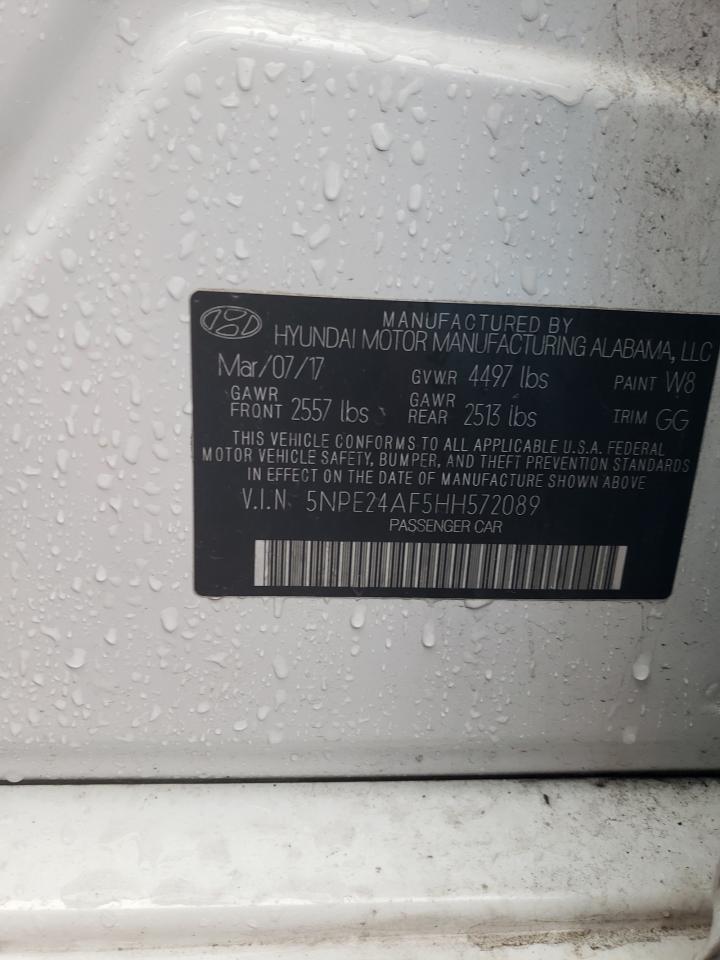 MANUFACTURED BY
HYUNDAI MOTOR MANUFACTURING ALABAMA, LLC
Mar/07/17 GVWR 4497 lbs PAINT W8
GAWR FRONT 2557 lbs GAWR REAR 2513 lbs TRIM GG
THIS VEHICLE CONFORMS TO ALL APPLICABLE U.S.A. FEDERAL
MOTOR VEHICLE SAFETY, BUMPER, AND THEFT PREVENTION STANDARDS
IN EFFECT ON THE DATE OF MANUFACTURE SHOWN ABOVE
V.I.N 5NPE24AF5HH572089
PASSENGER CAR